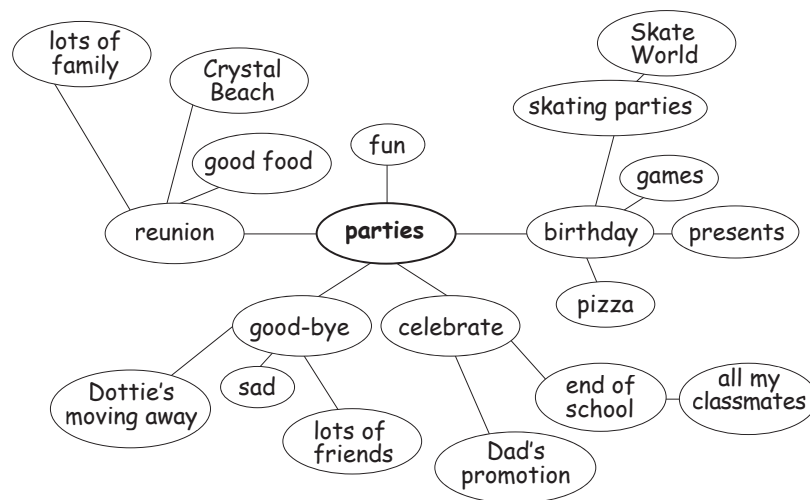 lots of
family
Crystal
Beach
Skate
World
skating parties
fun
good food
games
reunion
parties
birthday
presents
pizza
good-bye
celebrate
Dottie's
moving away
sad
lots of
friends
Dad's
promotion
end of
school
all my
classmates